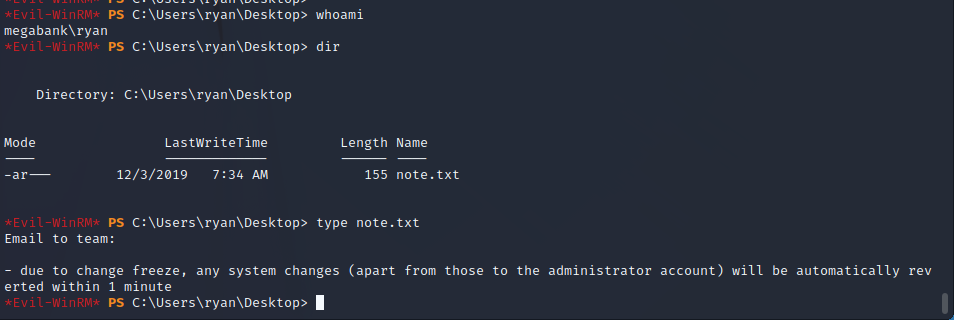 *Evil-WinRM* PS C:\Users\ryan\Desktop> whoami
megabank\ryan
*Evil-WinRM* PS C:\Users\ryan\Desktop> dir
Directory: C:\Users\ryan\Desktop
Mode LastWriteTime Length Name
---- ------------- ------ ----
-ar--- 12/3/2019 7:34 AM 155 note.txt
*Evil-WinRM* PS C:\Users\ryan\Desktop> type note.txt
Email to team:
- due to change freeze, any system changes (apart from those to the administrator account) will be automatically rev
erted within 1 minute
*Evil-WinRM* PS C:\Users\ryan\Desktop>